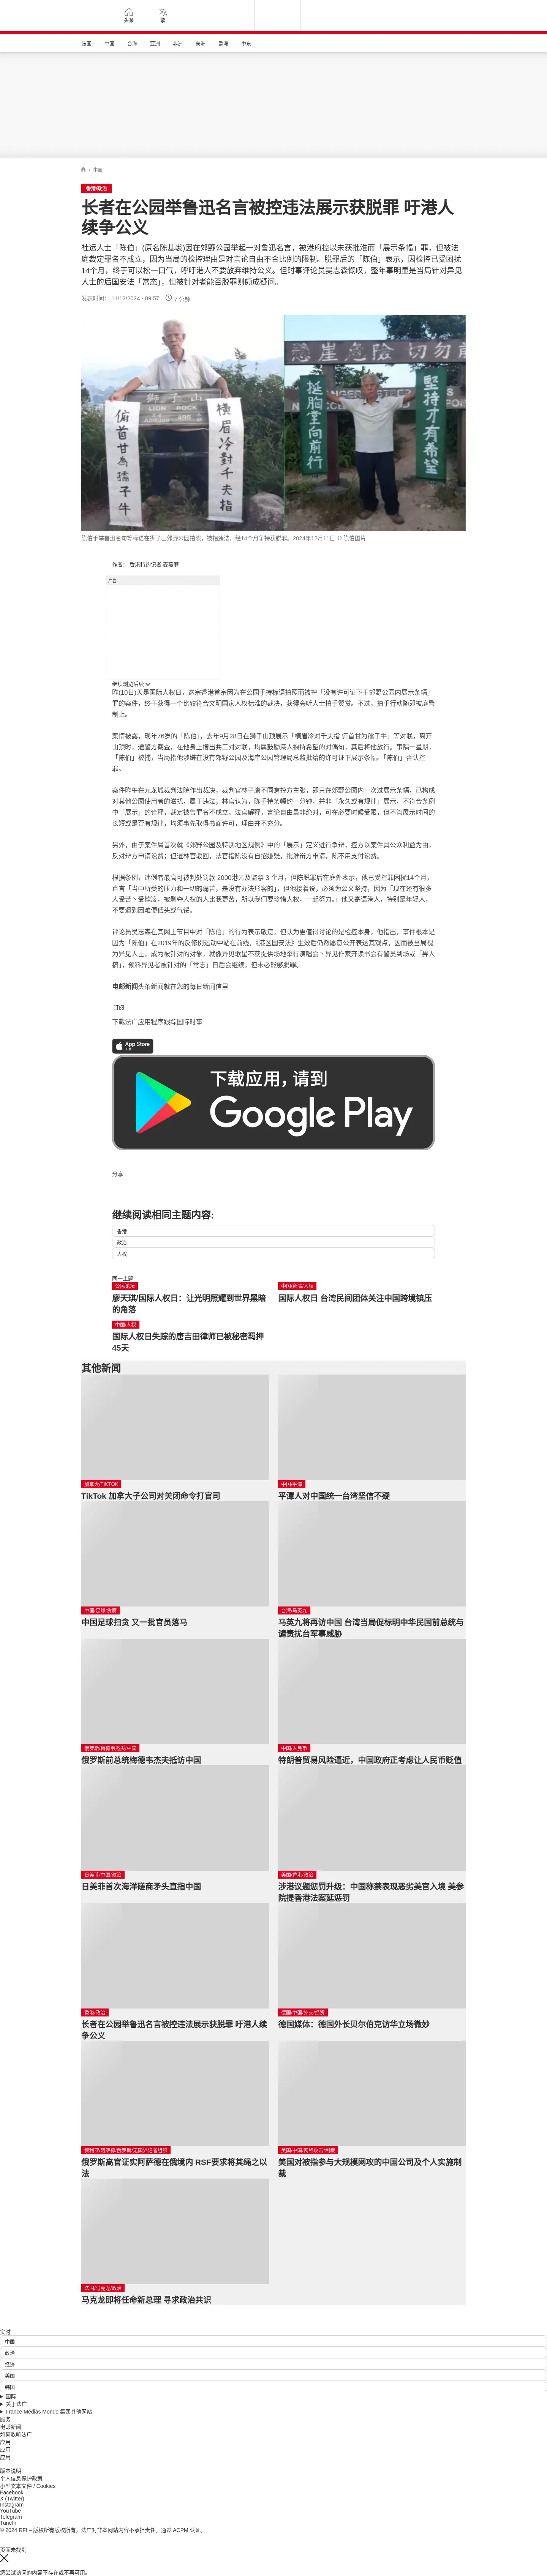 头条
繁
法国
中国
台海
亚洲
非洲
美洲
欧洲
中东
/ 中国
香港/政治
长者在公园举鲁迅名言被控违法展示获脱罪 吁港人
续争公义
社运人士「陈伯」(原名陈基裘)因在郊野公园举起一对鲁迅名言，被港府控以未获批准而「展示条幅」罪，但被法
庭裁定罪名不成立，因为当局的检控理由是对言论自由不合比例的限制。脱罪后的「陈伯」表示，因检控已受困扰
14个月，终于可以松一口气，呼吁港人不要放弃维持公义。但时事评论员吴志森慨叹，整年事明显是当局针对异见
人士的后国安法「常态」，但被针对者能否脱罪则颇成疑问。
发表时间： 11/12/2024 - 09:57
7 分钟
俯首甘為孺子牛
獅子山
LION ROCK
橫眉冷對千夫指
懸崖危險 切勿前
挺胸堂向前行
堅持才有希望
陈伯手举鲁迅名句等标语在狮子山郊野公园拍照，被指违法，经14个月争持获脱罪。2024年12月11日 © 陈伯图片
作者： 香港特约记者 麦燕庭
广告
继续浏览后续
昨(10日)天是国际人权日，这宗香港首宗因为在公园手持标语拍照而被控「没有许可证下于郊野公园内展示条幅」
罪的案件，终于获得一个比较符合文明国家人权标准的裁决，获得旁听人士拍手赞赏。不过，拍手行动随即被庭警
制止。
案情披露，现年76岁的「陈伯」，去年9月28日在狮子山顶展示「横眉冷对千夫指 俯首甘为孺子牛」等对联，离开
山顶时，遭警方截查，在他身上搜出共三对对联，均属鼓励港人抱持希望的对偶句，其后将他放行。事隔一星期，
「陈伯」被捕，当局指他涉嫌在没有郊野公园及海岸公园管理局总监批给的许可证下展示条幅。「陈伯」否认控
罪。
案件昨午在九龙城裁判法院作出裁决，裁判官林子康不同意控方主张，即只在郊野公园内一次过展示条幅，已构成
对其他公园使用者的滋扰，属于违法；林官认为，陈手持条幅约一分钟，并非「永久或有规律」展示，不符合条例
中「展示」的诠释，裁定被告罪名不成立。法官解释，言论自由虽非绝对，可在必要时候受限，但不管展示时间的
长短或是否有规律，均须事先取得书面许可，理由并不充分。
另外，由于案件属首次就《郊野公园及特别地区规例》中的「展示」定义进行争辩，控方以案件具公众利益为由，
反对辩方申请讼费；但遭林官驳回，法官指陈没有自招嫌疑，批准辩方申请，陈不用支付讼费。
根据条例，违例者最高可被判处罚款 2000港元及监禁 3 个月，但陈脱罪后在庭外表示，他已受控罪困扰14个月，
直言「当中所受的压力和一切的痛苦，是没有办法形容的」，但他接着说，必须为公义坚持，因为「现在还有很多
人受苦丶受欺凌，被剥夺人权的人比我更苦，所以我们要珍惜人权，一起努力。」他又寄语港人，特别是年轻人，
不要遇到困难便低头或气馁。
评论员吴志森在其网上节目中对「陈伯」的行为表示敬意，但认为更值得讨论的是检控本身，他指出，事件根本是
因为「陈伯」在2019年的反修例运动中站在前线，《港区国安法》生效后仍然愿意公开表达其观点，因而被当局视
为异见人士，成为被针对的对象，就像异见歌星不获提供场地举行演唱会丶异见作家开读书会有警员到场或「界人
搞」，预料异见者被针对的「常态」日后会继续，但未必能够脱罪。
电邮新闻头条新闻就在您的每日新闻信里
订阅
下载法广应用程序跟踪国际时事
App Store
下载
下载应用，请到
Google Play
分享 :
继续阅读相同主题内容:
香港
政治
人权
同一主题
公民论坛
廖天琪/国际人权日：让光明照耀到世界黑暗
的角落
中国/台湾/人权
国际人权日 台湾民间团体关注中国跨境镇压
中国/人权
国际人权日失踪的唐吉田律师已被秘密羁押
45天
其他新闻
加拿大/TIKTOK
TikTok 加拿大子公司对关闭命令打官司
中国/平潭
平潭人对中国统一台湾坚信不疑
中国/足球/贪腐
中国足球扫贪 又一批官员落马
台湾/马英九
马英九将再访中国 台湾当局促标明中华民国前总统与
谴责扰台军事威胁
俄罗斯/梅德韦杰夫/中国
俄罗斯前总统梅德韦杰夫抵访中国
中国/人民币
特朗普贸易风险逼近，中国政府正考虑让人民币贬值
日美菲/中国/政治
日美菲首次海洋磋商矛头直指中国
美国/香港/政治
涉港议题惩罚升级：中国称禁表现恶劣美官入境 美参
院提香港法案延惩罚
香港/政治
长者在公园举鲁迅名言被控违法展示获脱罪 吁港人续
争公义
德国/中国/外交/经贸
德国媒体：德国外长贝尔伯克访华立场微妙
叙利亚/阿萨德/俄罗斯/无国界记者组织
俄罗斯高官证实阿萨德在俄境内 RSF要求将其绳之以
法
美国/中国/网络攻击*制裁
美国对被指参与大规模网攻的中国公司及个人实施制
裁
法国/马克龙/政治
马克龙即将任命新总理 寻求政治共识
实时
中国
政治
经济
美国
韩国
国际
关于法广
France Médias Monde 集团其他网站
服务
电邮新闻
如何收听法广
应用
应用
应用
版本说明
个人信息保护政策
小型文本文件 / Cookies
Facebook
X (Twitter)
Instagram
YouTube
Telegram
TuneIn
© 2024 RFI – 版权所有版权所有。法广对非本网站内容不承担责任。通过 ACPM 认证。
页面未找到
您尝试访问的内容不存在或不再可用。